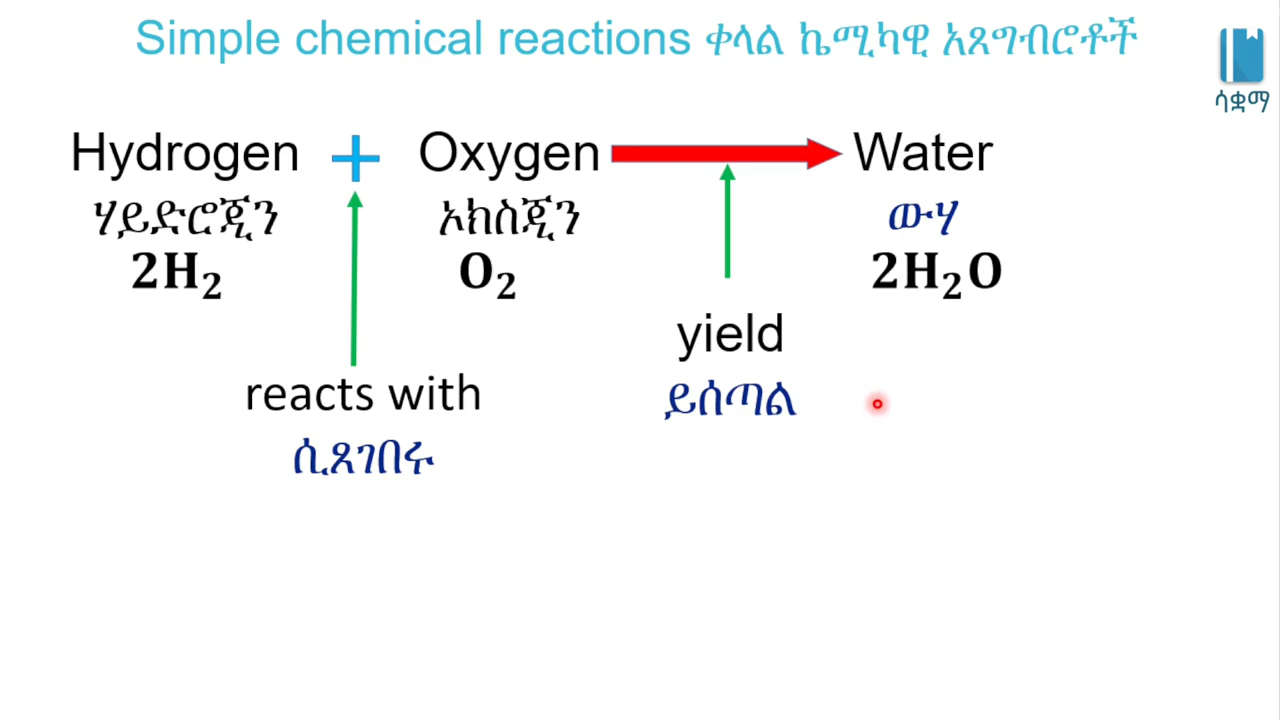 Simple chemical reactions ቀላል ኬሚካዊ አጸግብሮቶች
ሳቋማ
Hydrogen + Oxygen Water
ሃይድሮጂን ኦክስጂን ውሃ
2H₂ O₂ 2H₂O
yield
reacts with ይሰጣል
ሲጸገበሩ